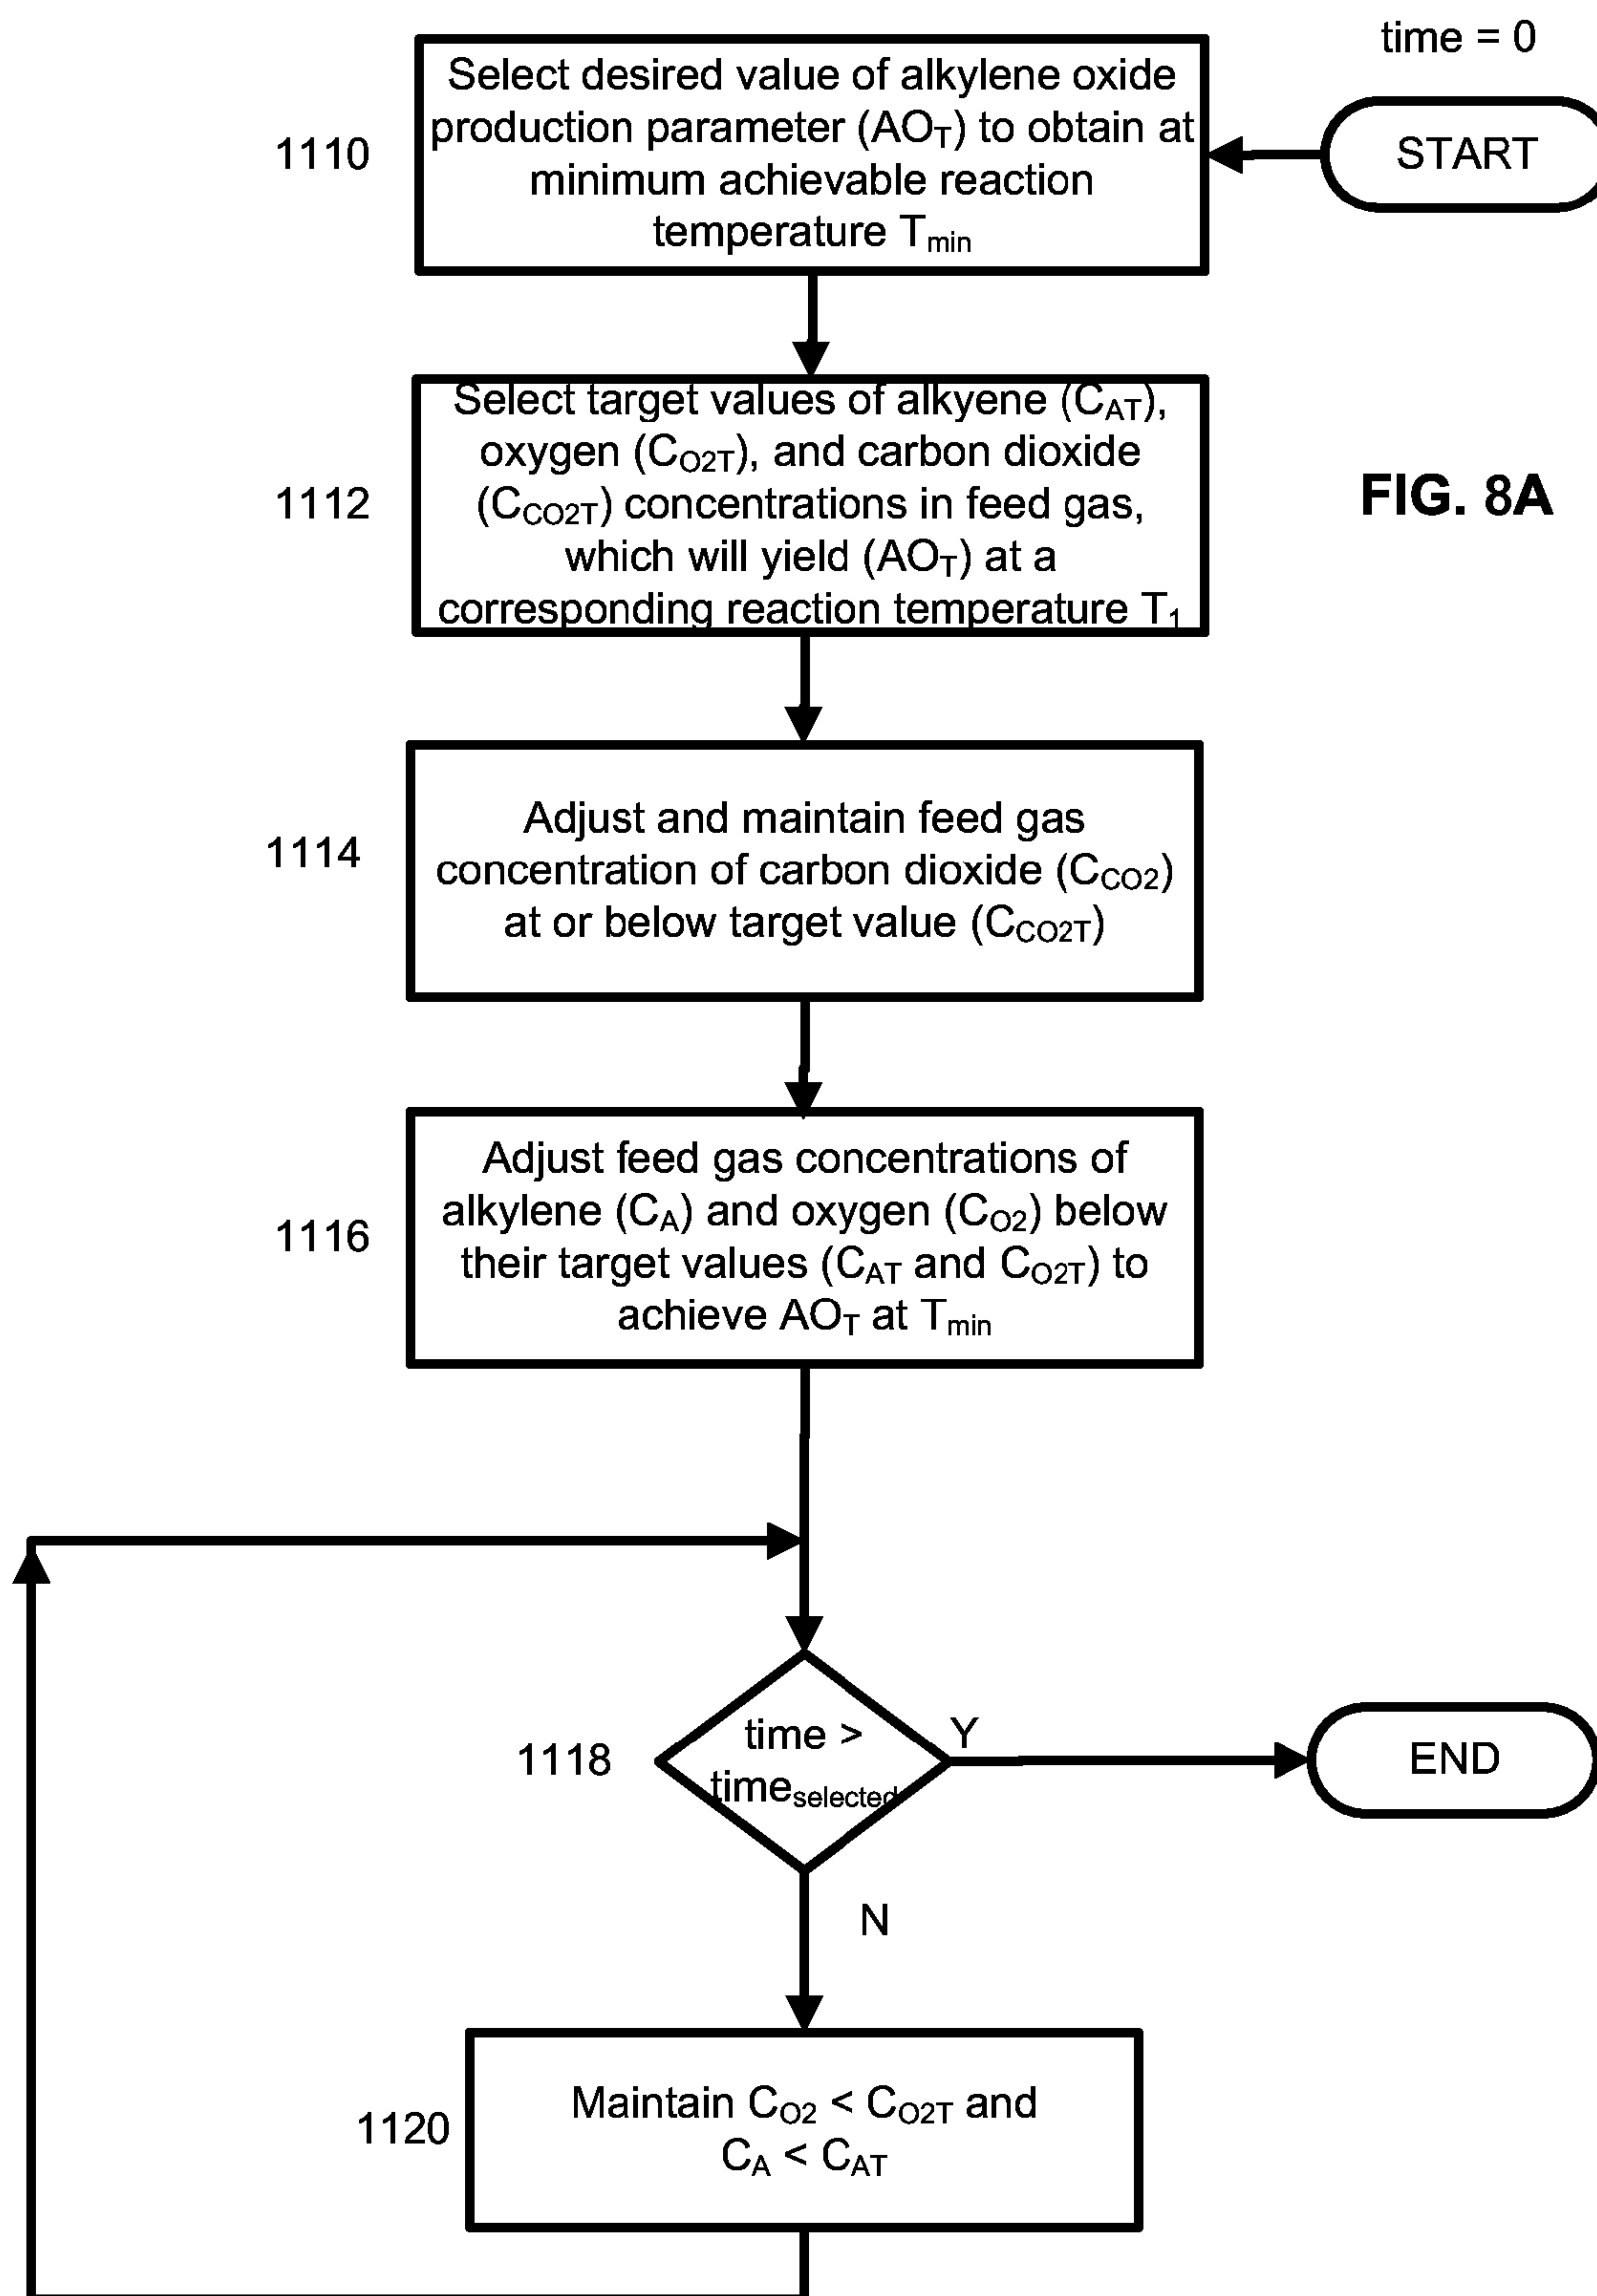 time = 0
START
1110
Select desired value of alkylene oxide
production parameter (AOT) to obtain at
minimum achievable reaction
temperature Tmin
1112
Select target values of alkyene (CAT),
oxygen (CO2T), and carbon dioxide
(CCO2T) concentrations in feed gas,
which will yield (AOT) at a
corresponding reaction temperature T1
FIG. 8A
1114
Adjust and maintain feed gas
concentration of carbon dioxide (CCO2)
at or below target value (CCO2T)
1116
Adjust feed gas concentrations of
alkylene (CA) and oxygen (CO2) below
their target values (CAT and CO2T) to
achieve AOT at Tmin
1118
time >
timeselected
Y
END
N
1120
Maintain CO2 < CO2T and
CA < CAT